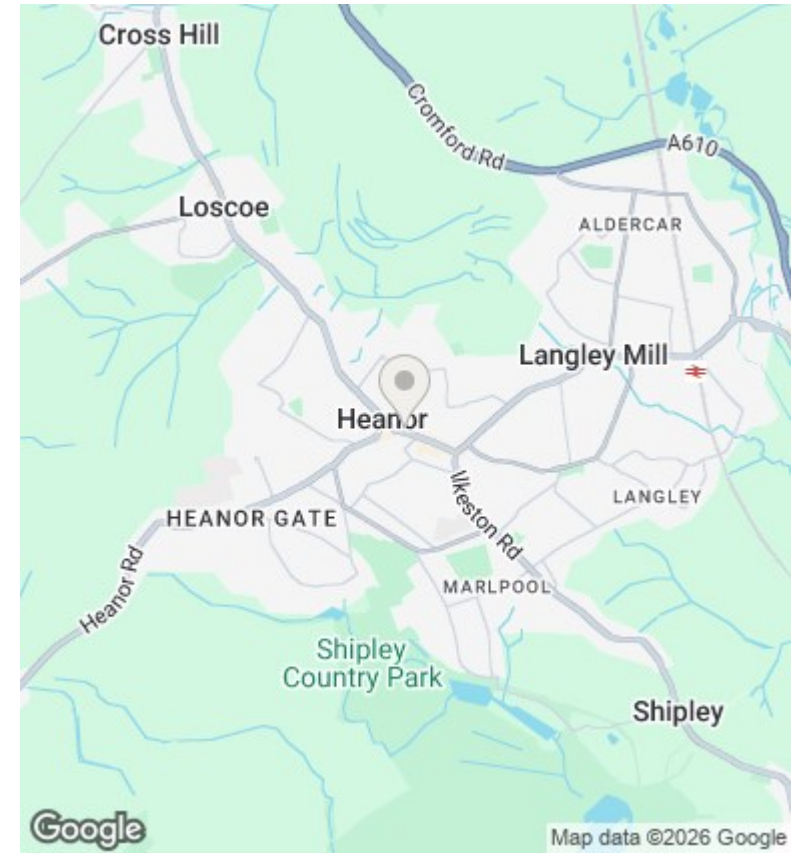 Cross Hill
Cromford Rd
A610
Loscoe
ALDERCAR
Langley Mill
Heanor
Ilkeston Rd
LANGLEY
HEANOR GATE
Heanor Rd
MARLPOOL
Shipley
Country Park
Shipley
Google
Map data ©2026 Google